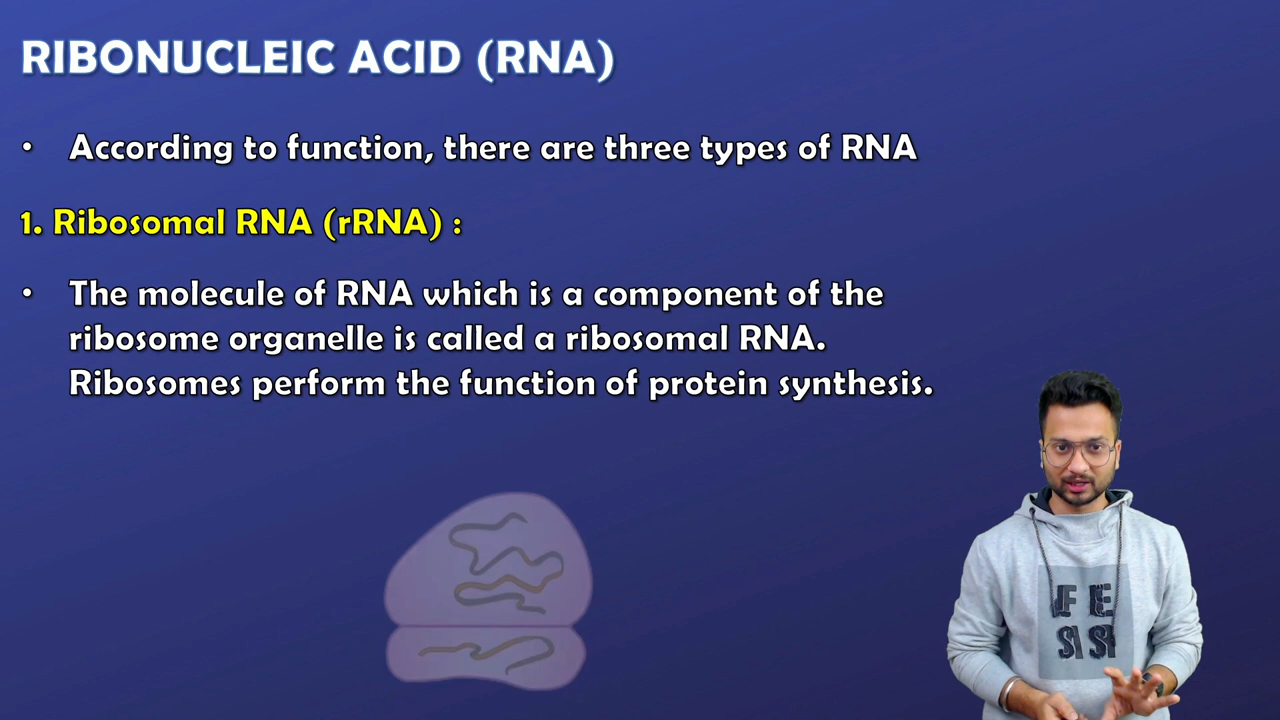 RIBONUCLEIC ACID (RNA)
• According to function, there are three types of RNA
1. Ribosomal RNA (rRNA) :
• The molecule of RNA which is a component of the
ribosome organelle is called a ribosomal RNA.
Ribosomes perform the function of protein synthesis.